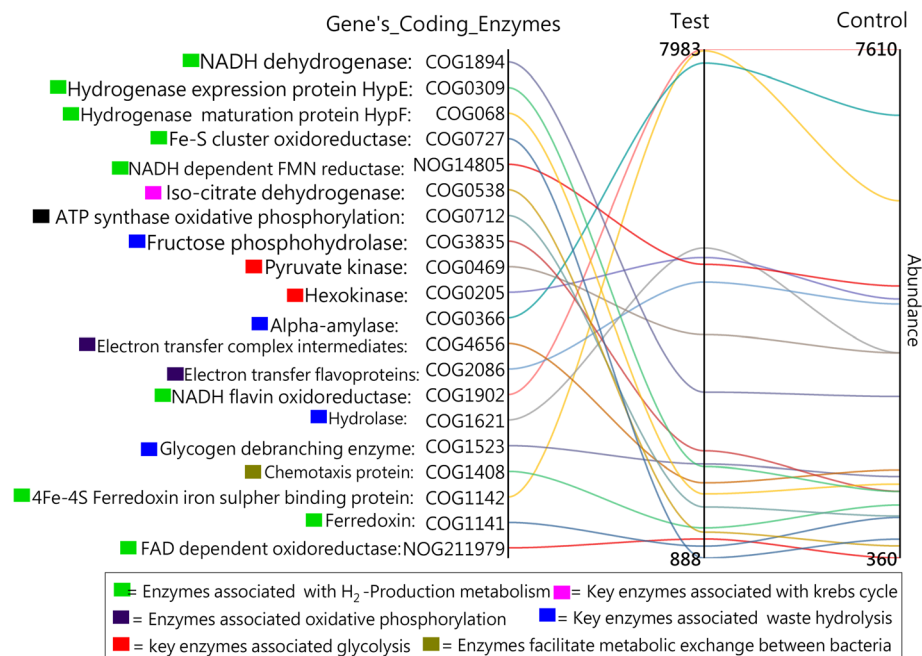 Gene's_Coding_Enzymes Test Control
7983 7610
NADH dehydrogenase: COG1894
Hydrogenase expression protein HypE: COG0309
Hydrogenase maturation protein HypF: COG068
Fe-S cluster oxidoreductase: COG0727
NADH dependent FMN reductase: NOG14805
Iso-citrate dehydrogenase: COG0538
ATP synthase oxidative phosphorylation: COG0712
Fructose phosphohydrolase: COG3835
Pyruvate kinase: COG0469
Hexokinase: COG0205
Alpha-amylase: COG0366
Electron transfer complex intermediates: COG4656
Electron transfer flavoproteins: COG2086
NADH flavin oxidoreductase: COG1902
Hydrolase: COG1621
Glycogen debranching enzyme: COG1523
Chemotaxis protein: COG1408
4Fe-4S Ferredoxin iron sulpher binding protein: COG1142
Ferredoxin: COG1141
FAD dependent oxidoreductase: NOG211979
888 360
Abundance
= Enzymes associated with H2-Production metabolism = Key enzymes associated with krebs cycle
= Enzymes associated oxidative phosphorylation = Key enzymes associated waste hydrolysis
= key enzymes associated glycolysis = Enzymes facilitate metabolic exchange between bacteria